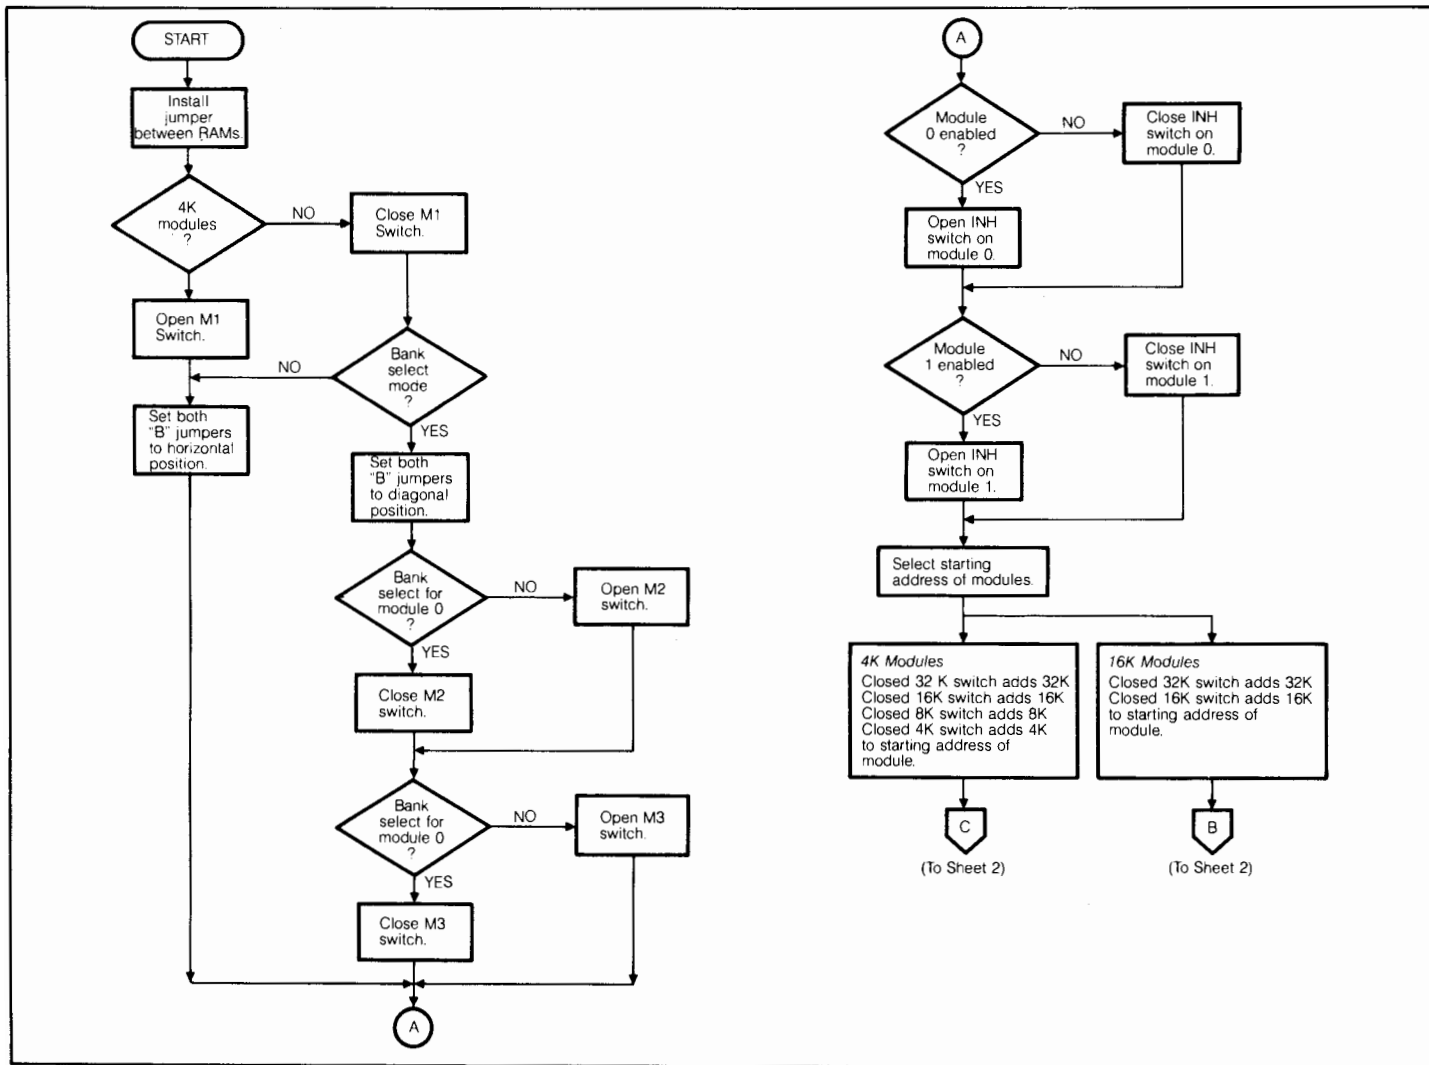 START
Install
jumper
between RAMs.
4K
modules
?
NO
Close M1
Switch.
Open M1
Switch.
Bank
select
mode
?
NO
YES
Set both
"B" jumpers
to horizontal
position.
Set both
"B" jumpers
to diagonal
position.
Bank
select for
module 0
?
NO
Open M2
switch.
YES
Close M2
switch.
Bank
select for
module 0
?
NO
Open M3
switch.
YES
Close M3
switch.
A
A
Module
0 enabled
?
NO
Close INH
switch on
module 0.
YES
Open INH
switch on
module 0.
Module
1 enabled
?
NO
Close INH
switch on
module 1.
YES
Open INH
switch on
module 1.
Select starting
address of modules.
4K Modules
Closed 32 K switch adds 32K
Closed 16K switch adds 16K
Closed 8K switch adds 8K
Closed 4K switch adds 4K
to starting address of
module.
16K Modules
Closed 32K switch adds 32K
Closed 16K switch adds 16K
to starting address of
module.
C
(To Sheet 2)
B
(To Sheet 2)